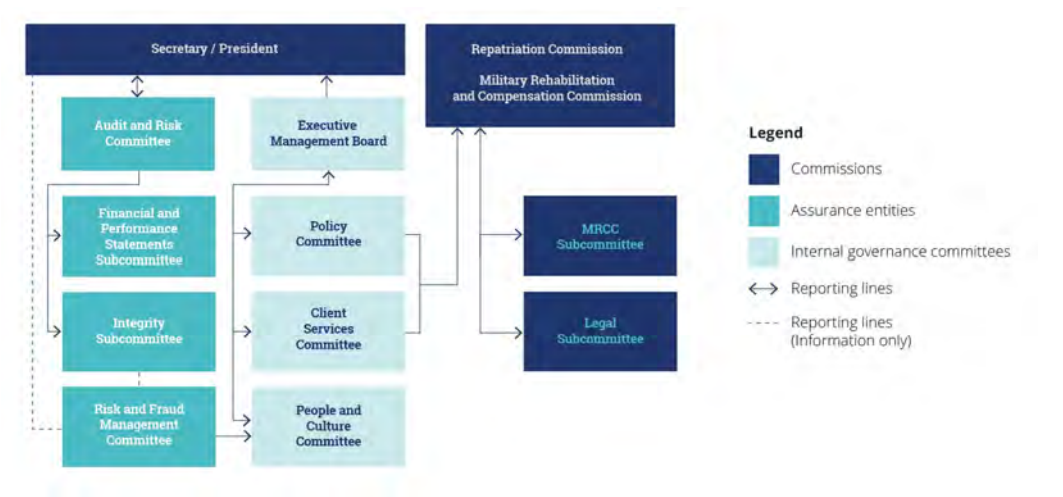 Secretary / President
Repatriation Commission
Military Rehabilitation
and Compensation Commission
Audit and Risk
Committee
Executive
Management Board
Financial and
Performance
Statements
Subcommittee
Policy
Committee
MRCC
Subcommittee
Integrity
Subcommittee
Client
Services
Committee
Legal
Subcommittee
Risk and Fraud
Management
Committee
People and
Culture
Committee
Legend
Commissions
Assurance entities
Internal governance committees
Reporting lines
Reporting lines
(Information only)